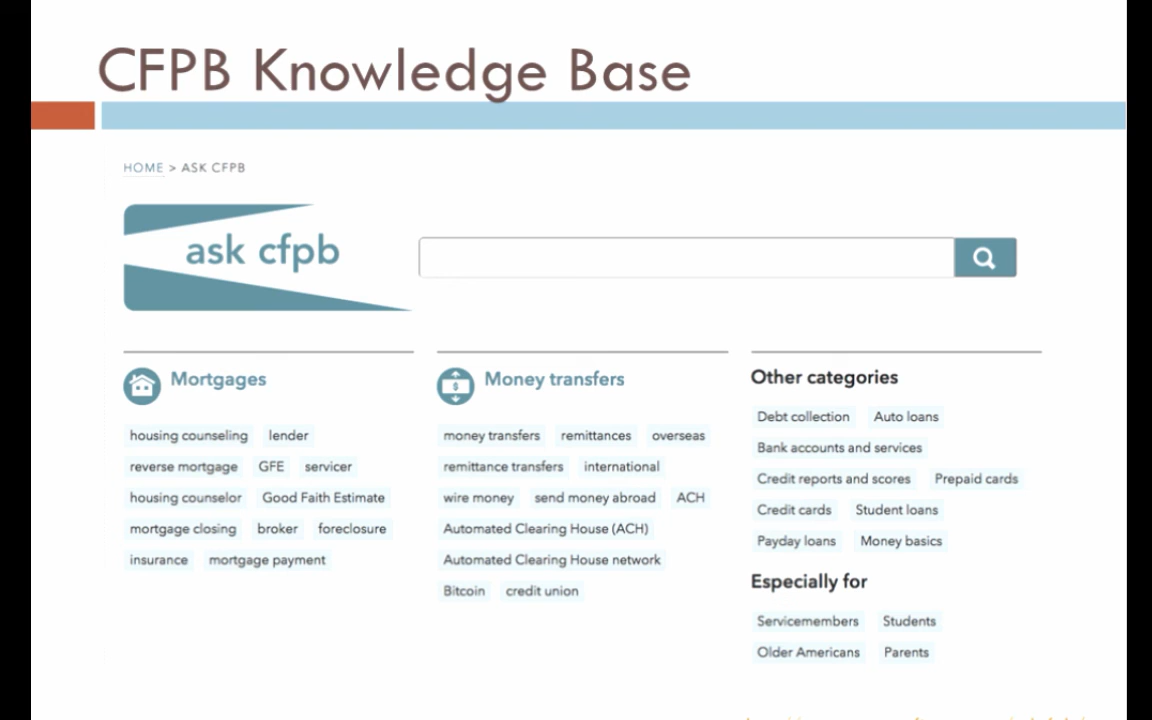 CFPB Knowledge Base
HOME > ASK CFPB
ask cfpb
Mortgages
housing counseling lender
reverse mortgage GFE servicer
housing counselor Good Faith Estimate
mortgage closing broker foreclosure
insurance mortgage payment
Money transfers
money transfers remittances overseas
remittance transfers international
wire money send money abroad ACH
Automated Clearing House (ACH)
Automated Clearing House network
Bitcoin credit union
Other categories
Debt collection Auto loans
Bank accounts and services
Credit reports and scores Prepaid cards
Credit cards Student loans
Payday loans Money basics
Especially for
Servicemembers Students
Older Americans Parents